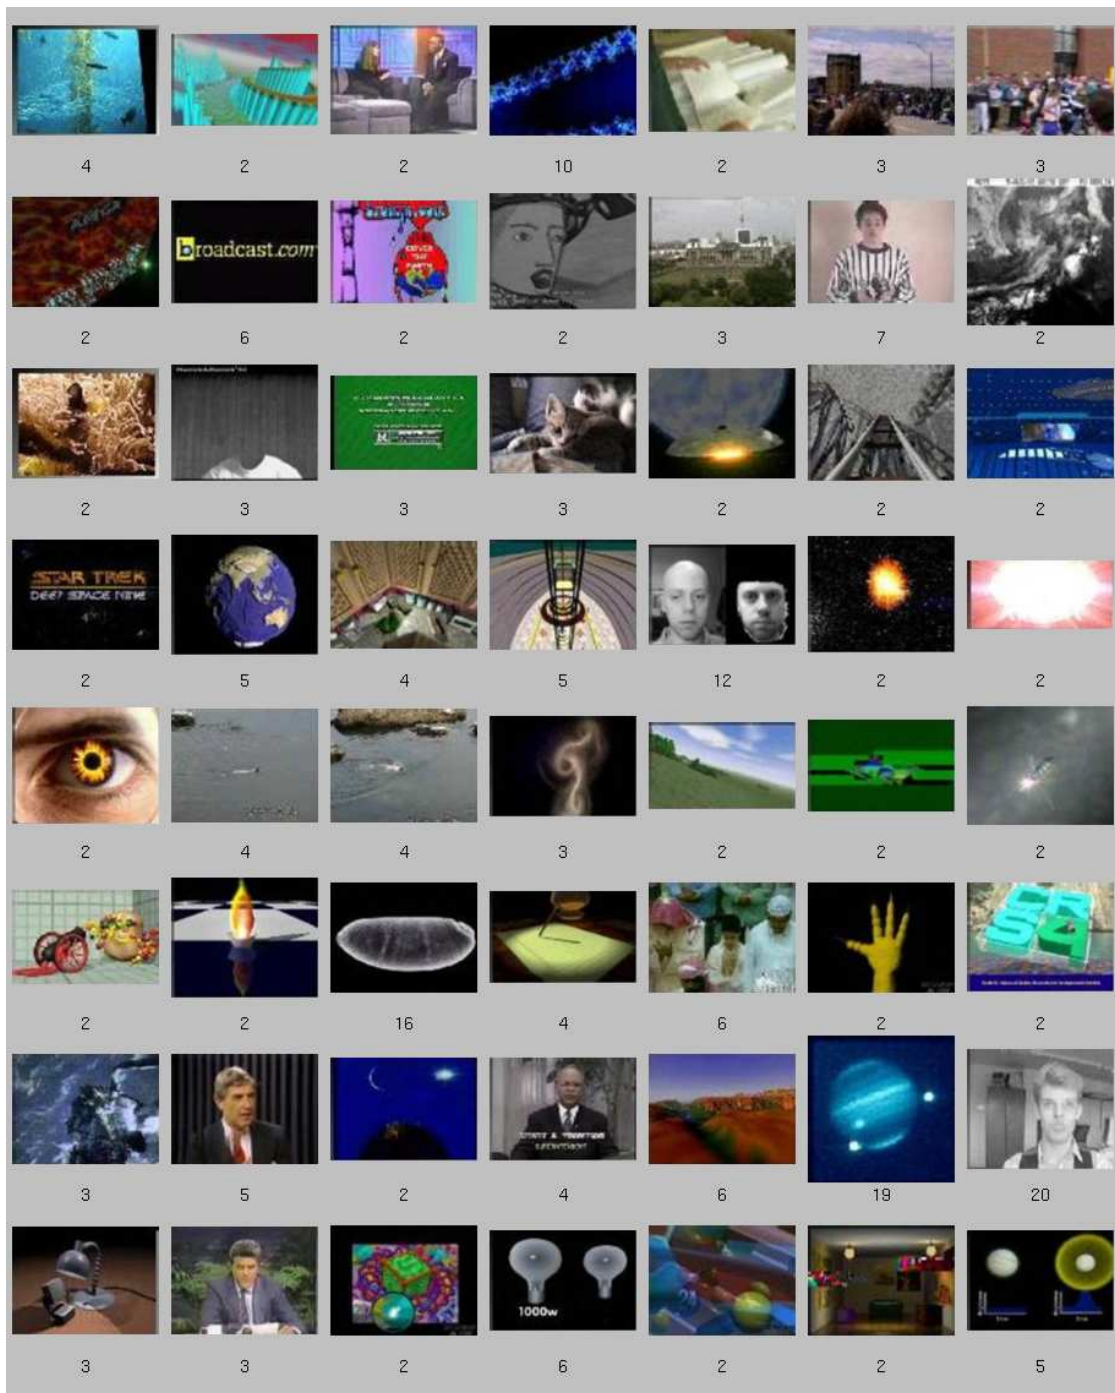 4 2 2 10 2 3 3
broadcast.com
2 6 2 2 3 7 2
2 3 3 3 2 2 2
STAR TREK
DEEP SPACE NINE
2 5 4 5 12 2 2
2 4 4 3 2 2 2
2 2 16 4 6 2 2
SUPERINTENDENT
3 5 2 4 6 19 20
1000w
3 3 2 6 2 2 5